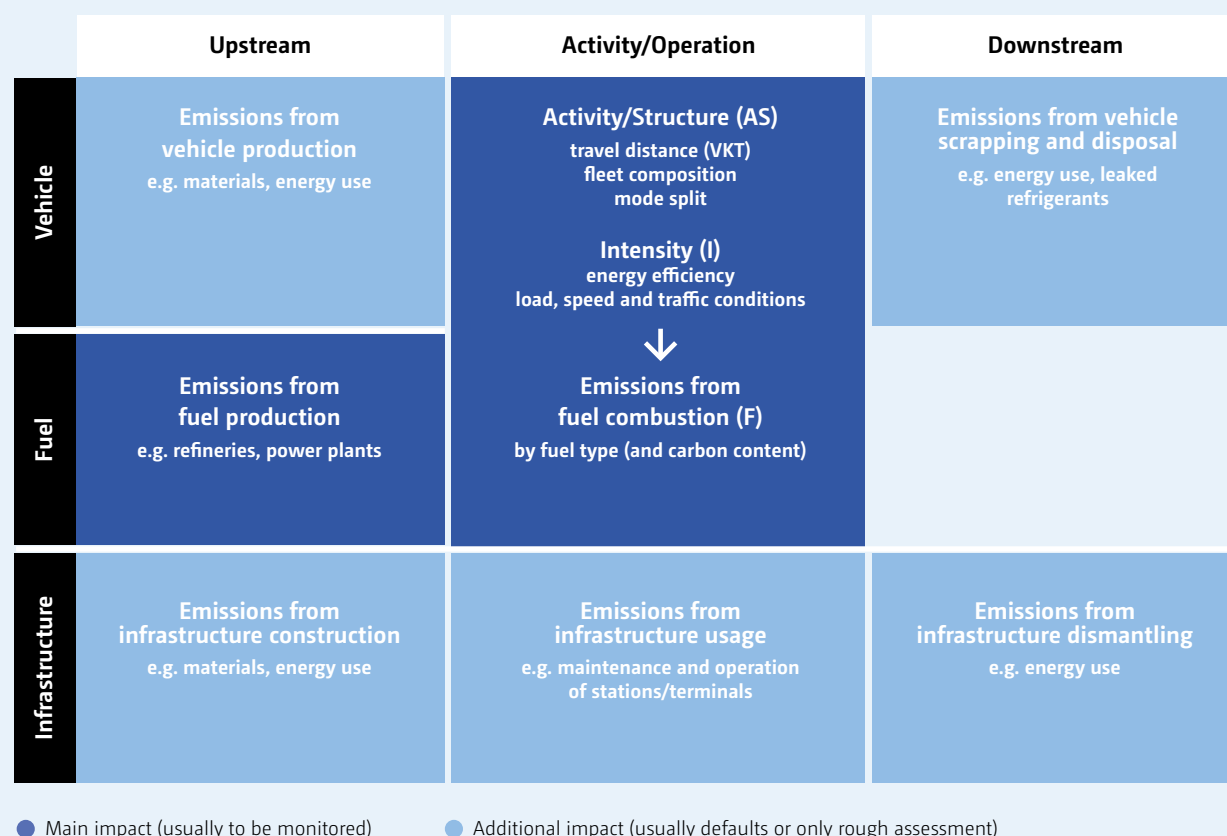 Upstream
Activity/Operation
Downstream
Vehicle
Emissions from
vehicle production
e.g. materials, energy use
Activity/Structure (AS)
travel distance (VKT)
fleet composition
mode split
Intensity (I)
energy efficiency
load, speed and traffic conditions
Emissions from vehicle
scrapping and disposal
e.g. energy use, leaked
refrigerants
Fuel
Emissions from
fuel production
e.g. refineries, power plants
Emissions from
fuel combustion (F)
by fuel type (and carbon content)
Infrastructure
Emissions from
infrastructure construction
e.g. materials, energy use
Emissions from
infrastructure usage
e.g. maintenance and operation
of stations/terminals
Emissions from
infrastructure dismantling
e.g. energy use
Main impact (usually to be monitored)
Additional impact (usually defaults or only rough assessment)